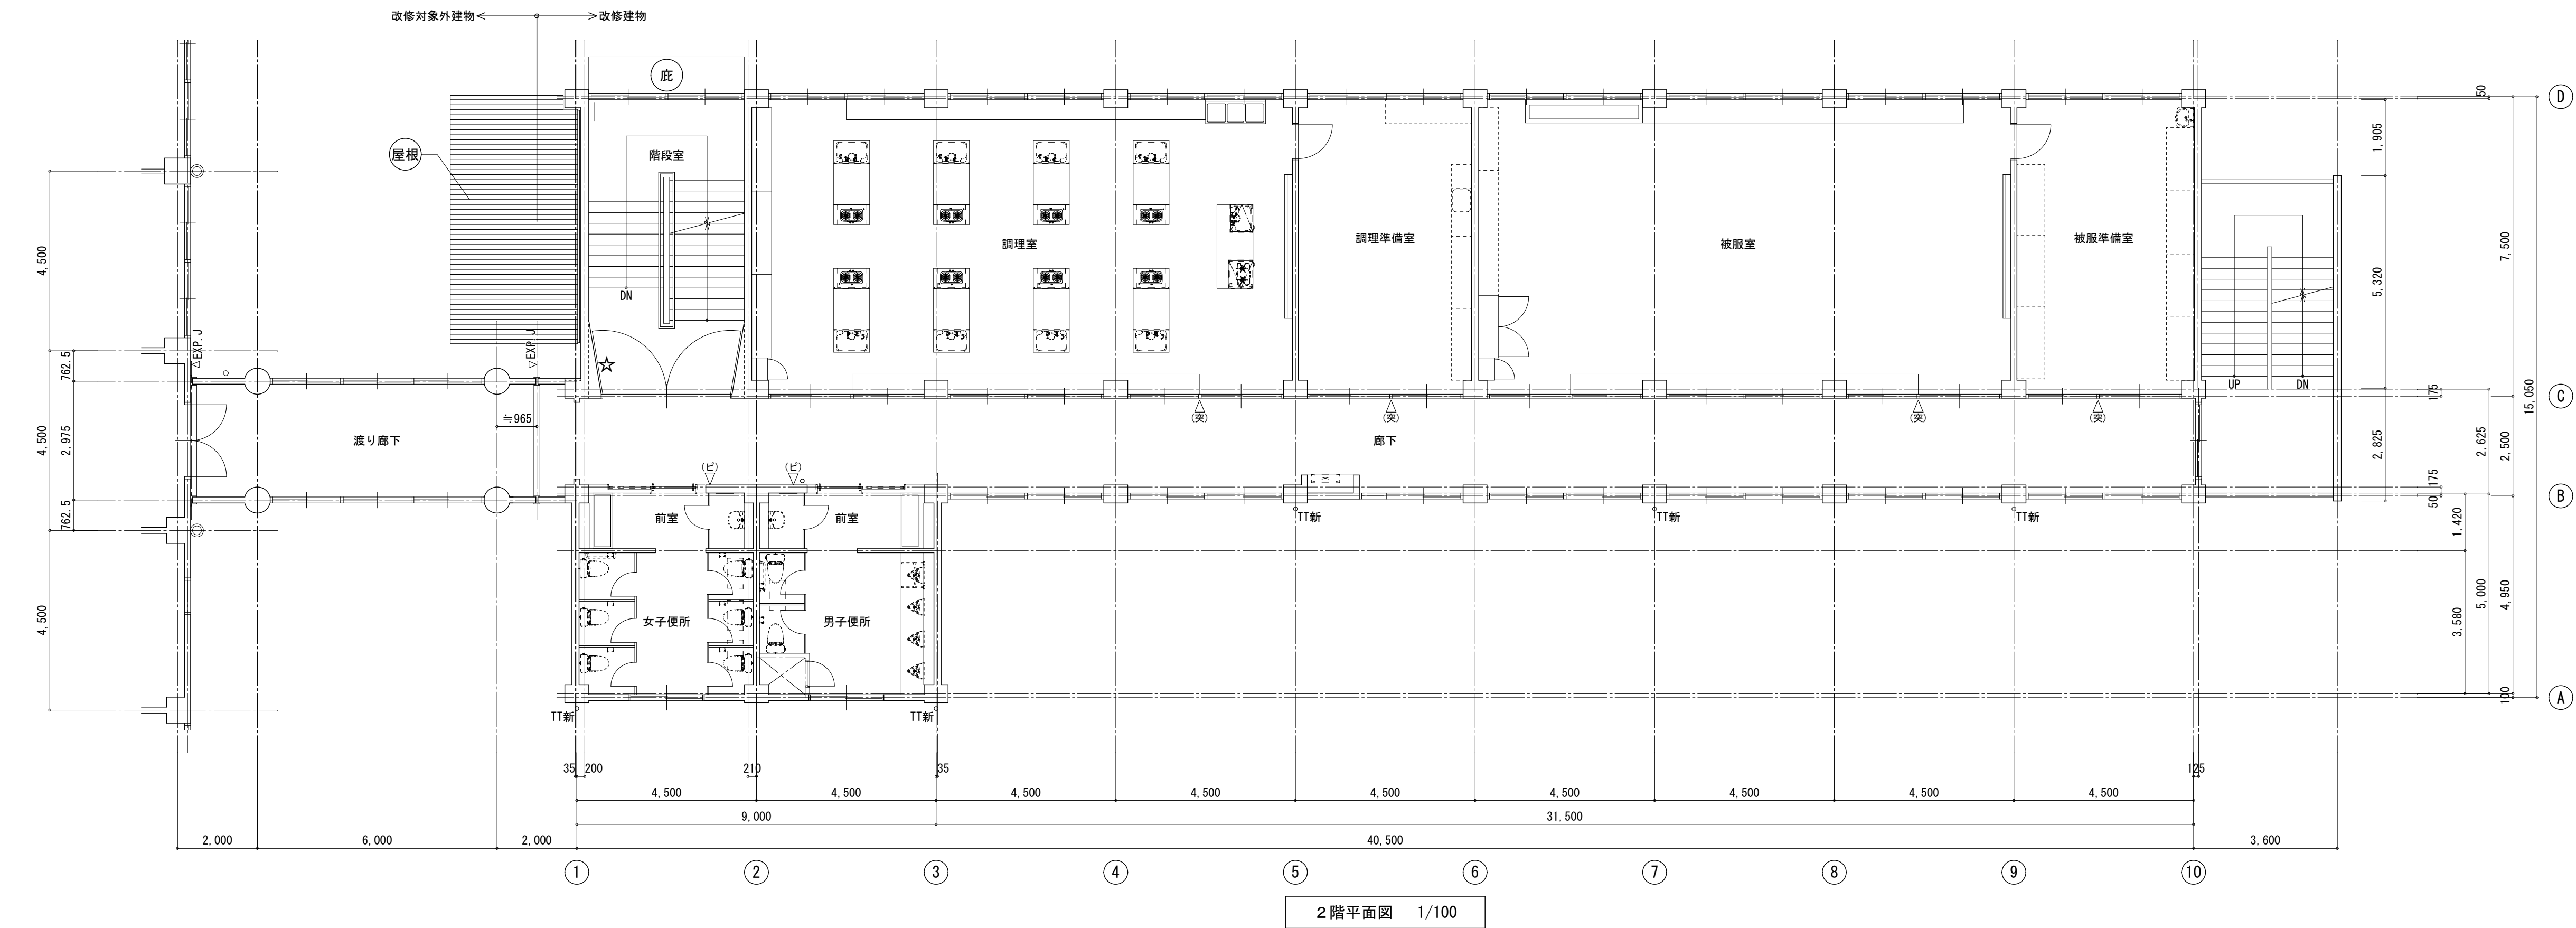 改修対象外建物
改修建物
庇
屋根
階段室
DN
調理室
調理準備室
被服室
被服準備室
UP
DN
EXP.J
EXP.J
☆
≒965
渡り廊下
廊下
(突)
(突)
(突)
(突)
(ピ)
(ピ)
前室
前室
女子便所
男子便所
TT新
TT新
TT新
TT新
TT新
4,500
4,500
4,500
762.5
2,975
762.5
50
1,905
5,320
2,825
175
175
50
2,625
1,420
3,580
5,000
7,500
2,500
4,950
100
15,050
D
C
B
A
35
200
210
35
125
4,500
4,500
4,500
4,500
4,500
4,500
4,500
4,500
4,500
9,000
31,500
2,000
6,000
2,000
40,500
3,600
1
2
3
4
5
6
7
8
9
10
2階平面図 1/100